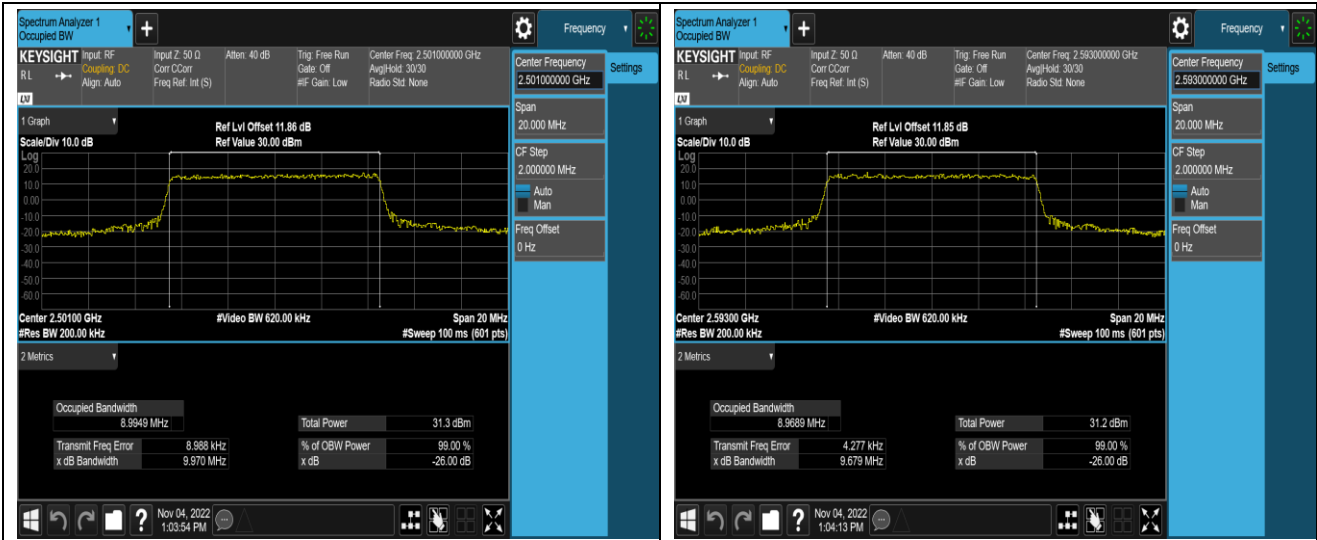 Spectrum Analyzer 1
Occupied BW
+
Frequency
KEYSIGHT Input: RF Input Z: 50 Ω Atten: 40 dB Trig: Free Run Center Freq: 2.501000000 GHz
Coupling: DC Corr CCorr Gate: Off Avg|Hold: 30/30
RL Align: Auto Freq Ref: Int (S) #IF Gain: Low Radio Std: None
LXI
Center Frequency
2.501000000 GHz
Settings
Span
20.000 MHz
CF Step
2.000000 MHz
Auto
Man
Freq Offset
0 Hz
1 Graph
Ref Lvl Offset 11.86 dB
Scale/Div 10.0 dB Ref Value 30.00 dBm
Log
20.0
10.0
0.00
-10.0
-20.0
-30.0
-40.0
-50.0
-60.0
Center 2.50100 GHz #Video BW 620.00 kHz Span 20 MHz
#Res BW 200.00 kHz #Sweep 100 ms (601 pts)
2 Metrics
Occupied Bandwidth
8.9949 MHz Total Power 31.3 dBm
Transmit Freq Error 8.988 kHz % of OBW Power 99.00 %
x dB Bandwidth 9.970 MHz x dB -26.00 dB
? Nov 04, 2022
1:03:54 PM
Spectrum Analyzer 1
Occupied BW
+
Frequency
KEYSIGHT Input: RF Input Z: 50 Ω Atten: 40 dB Trig: Free Run Center Freq: 2.593000000 GHz
Coupling: DC Corr CCorr Gate: Off Avg|Hold: 30/30
RL Align: Auto Freq Ref: Int (S) #IF Gain: Low Radio Std: None
LXI
Center Frequency
2.593000000 GHz
Settings
Span
20.000 MHz
CF Step
2.000000 MHz
Auto
Man
Freq Offset
0 Hz
1 Graph
Ref Lvl Offset 11.85 dB
Scale/Div 10.0 dB Ref Value 30.00 dBm
Log
20.0
10.0
0.00
-10.0
-20.0
-30.0
-40.0
-50.0
-60.0
Center 2.59300 GHz #Video BW 620.00 kHz Span 20 MHz
#Res BW 200.00 kHz #Sweep 100 ms (601 pts)
2 Metrics
Occupied Bandwidth
8.9689 MHz Total Power 31.2 dBm
Transmit Freq Error 4.277 kHz % of OBW Power 99.00 %
x dB Bandwidth 9.679 MHz x dB -26.00 dB
? Nov 04, 2022
1:04:13 PM